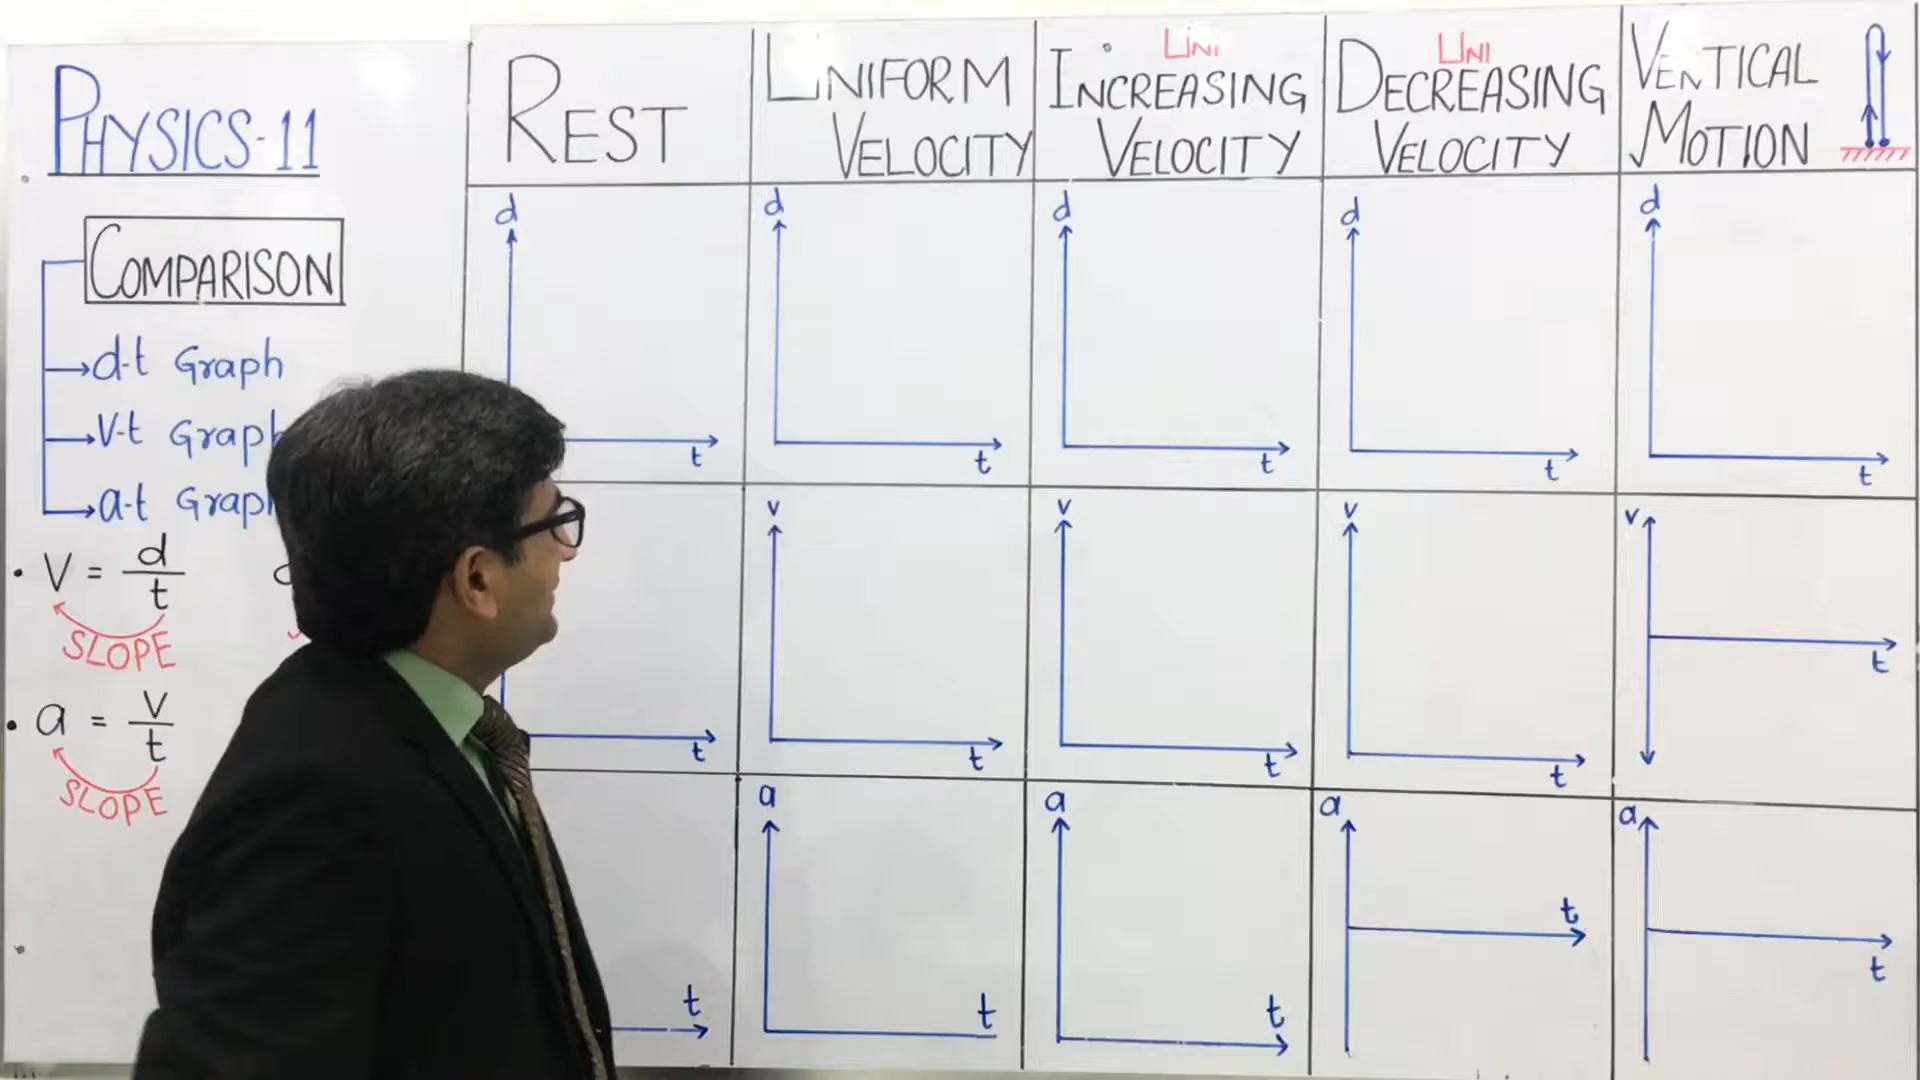 PHYSICS-11
COMPARISON
d-t Graph
v-t Graph
a-t Graph
• V = d/t
SLOPE
• a = v/t
SLOPE
REST
UNIFORM
VELOCITY
UNI
INCREASING
VELOCITY
UNI
DECREASING
VELOCITY
VERTICAL
MOTION
d
t
d
t
d
t
d
t
d
t
t
v
t
v
t
v
t
v
t
t
a
t
a
t
a
t
a
t